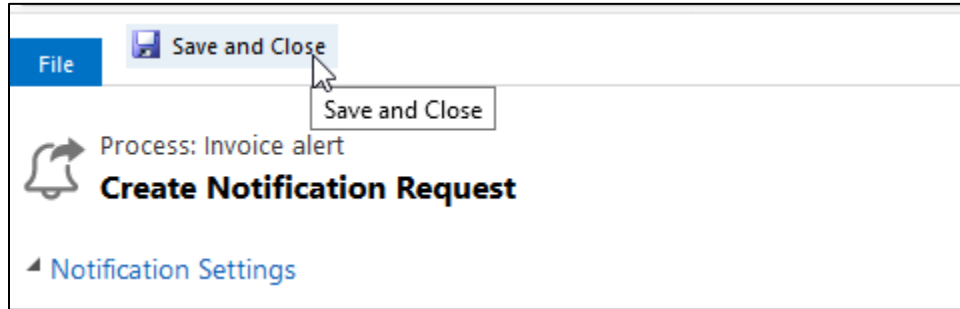 File
Save and Close
Save and Close
Process: Invoice alert
Create Notification Request
Notification Settings